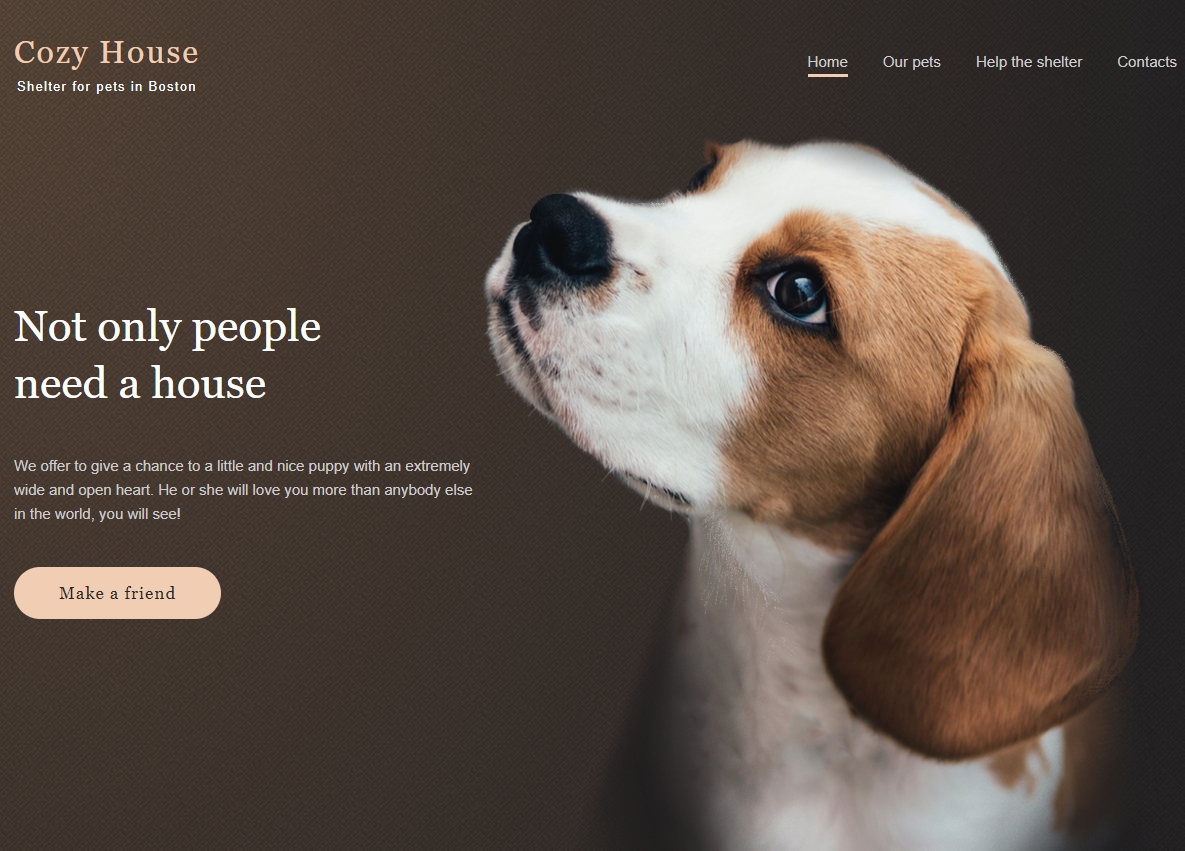 Cozy House
Shelter for pets in Boston
Home
Our pets
Help the shelter
Contacts
Not only people
need a house
We offer to give a chance to a little and nice puppy with an extremely
wide and open heart. He or she will love you more than anybody else
in the world, you will see!
Make a friend